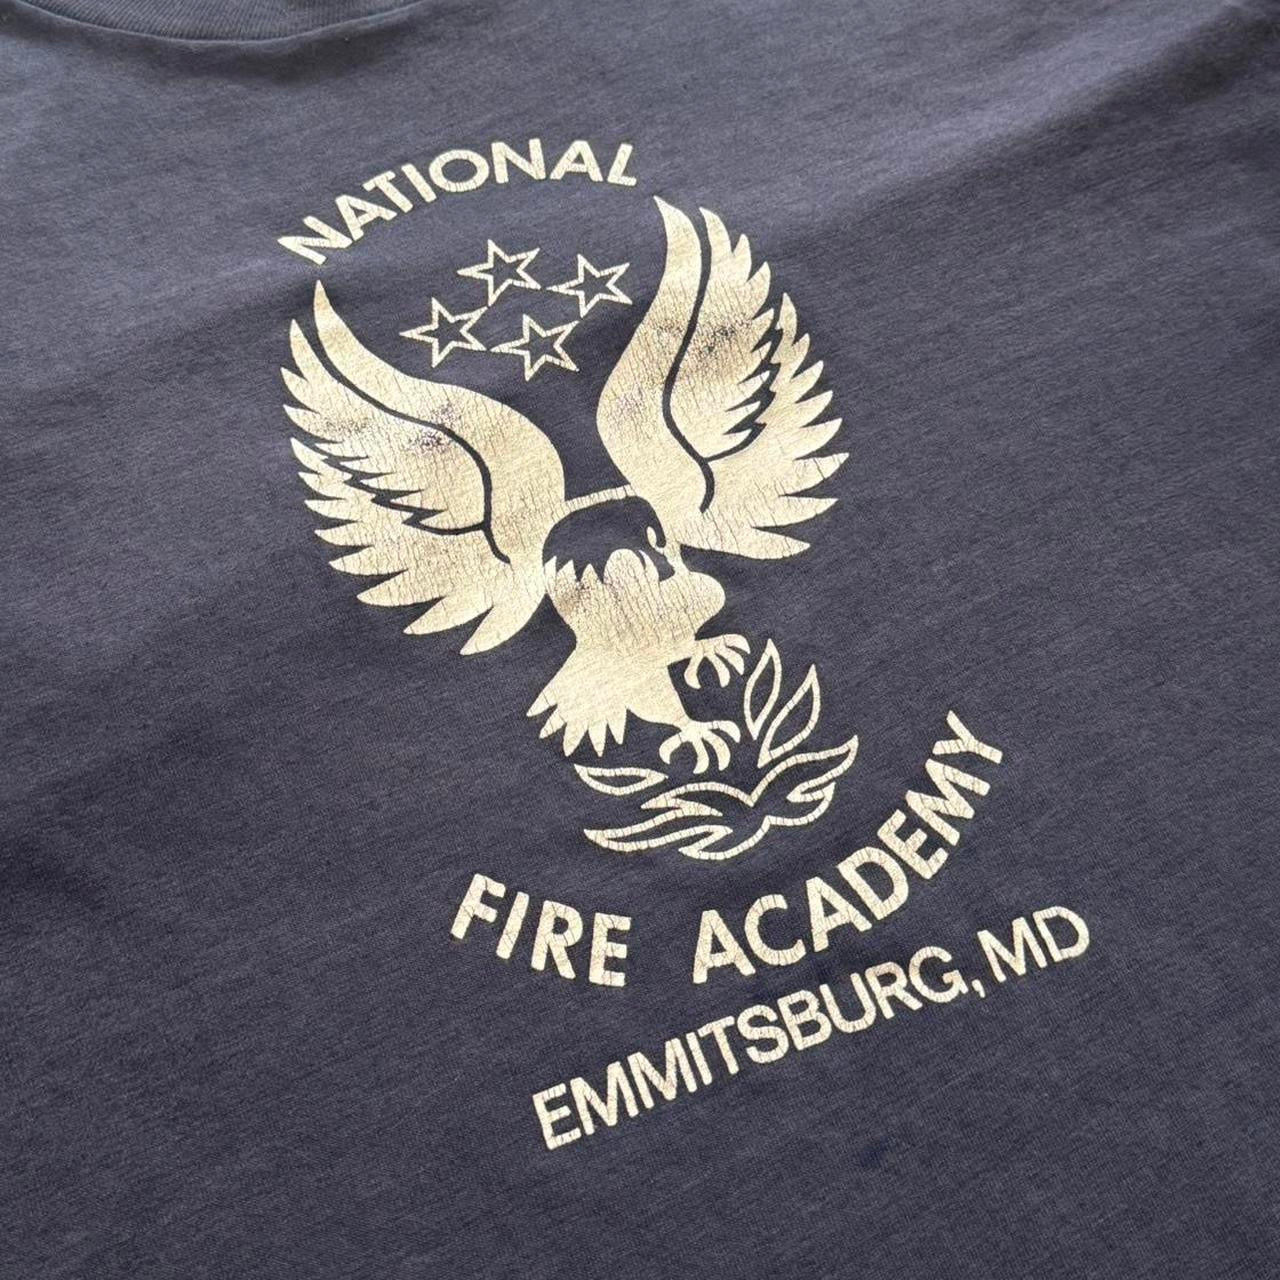 NATIONAL
FIRE ACADEMY
EMMITSBURG, MD